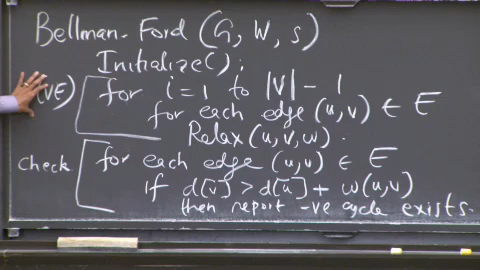 Bellman-Ford (G, W, s)
Initialize();
(VE) for i = 1 to |V| - 1
for each edge (u,v) ∈ E
Relax(u, v, w).
Check for each edge (u,v) ∈ E
If d[v] > d[u] + w(u,v)
then report -ve cycle exists.